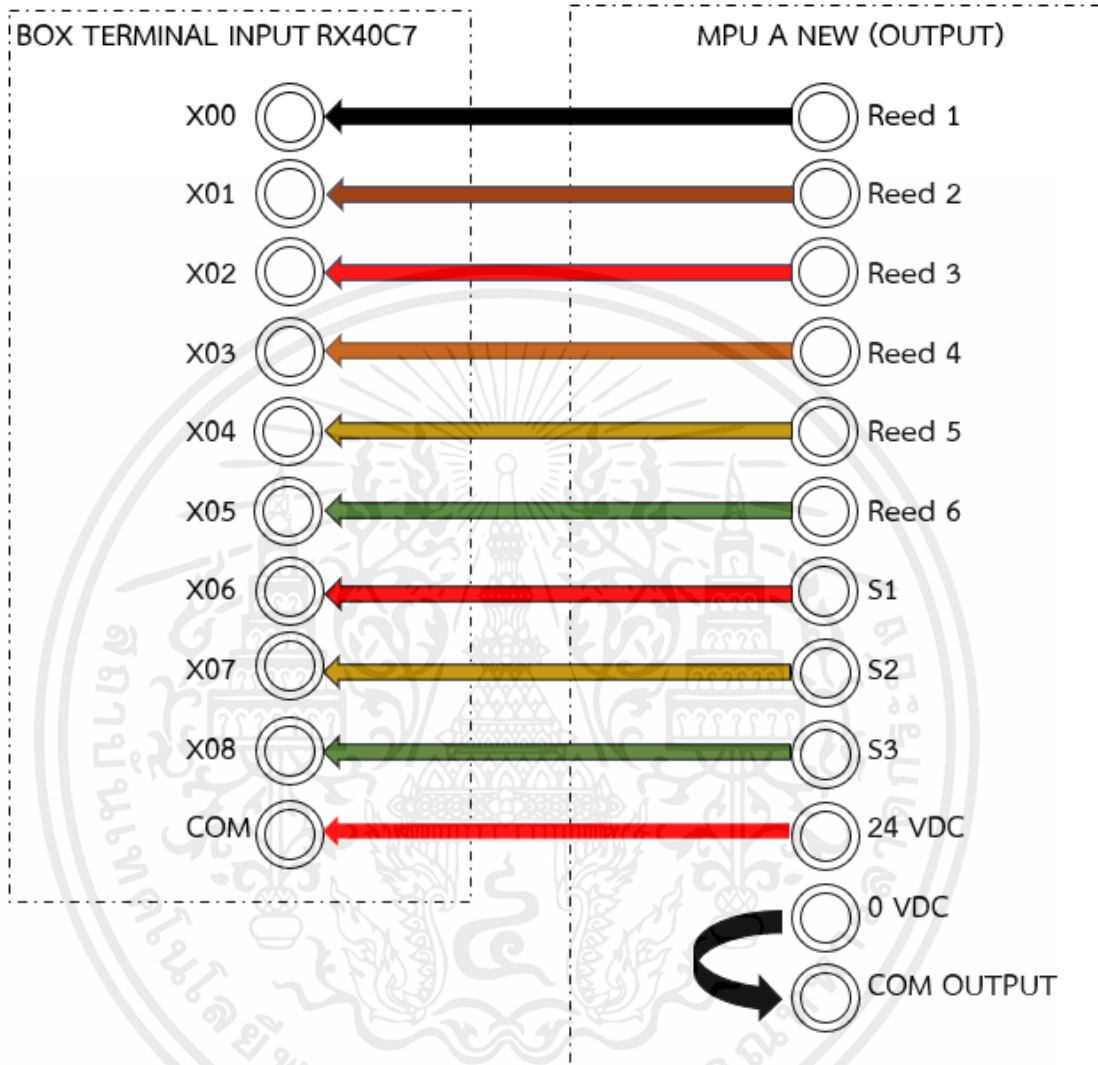 BOX TERMINAL INPUT RX40C7
MPU A NEW (OUTPUT)
X00
Reed 1
X01
Reed 2
X02
Reed 3
X03
Reed 4
X04
Reed 5
X05
Reed 6
X06
S1
X07
S2
X08
S3
COM
24 VDC
0 VDC
COM OUTPUT